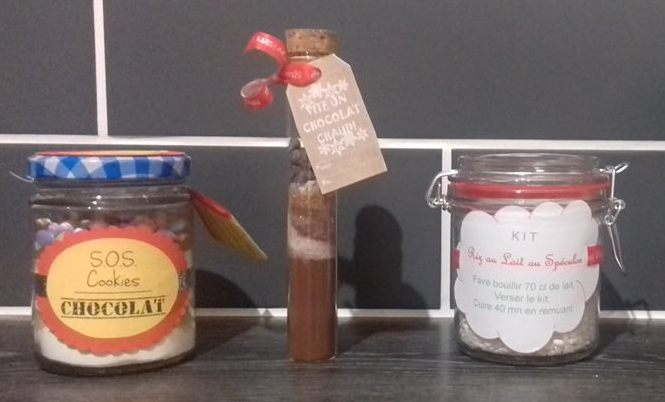 S.O.S.
Cookies
CHOCOLAT
VITE UN
CHOCOLAT
CHAUD!
KIT
Riz au Lait au Spéculos
Faire bouillir 70 cl de lait
Verser le kit
Cuire 40 mn en remuant